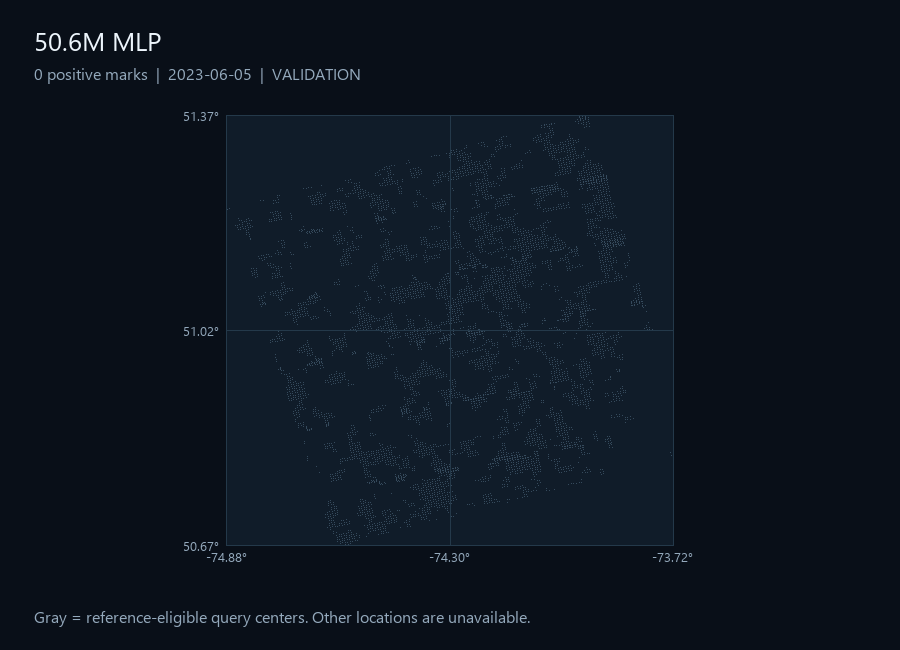 50.6M MLP
0 positive marks | 2023-06-05 | VALIDATION
51.37°
51.02°
50.67°
-74.88°
-74.30°
-73.72°
Gray = reference-eligible query centers. Other locations are unavailable.